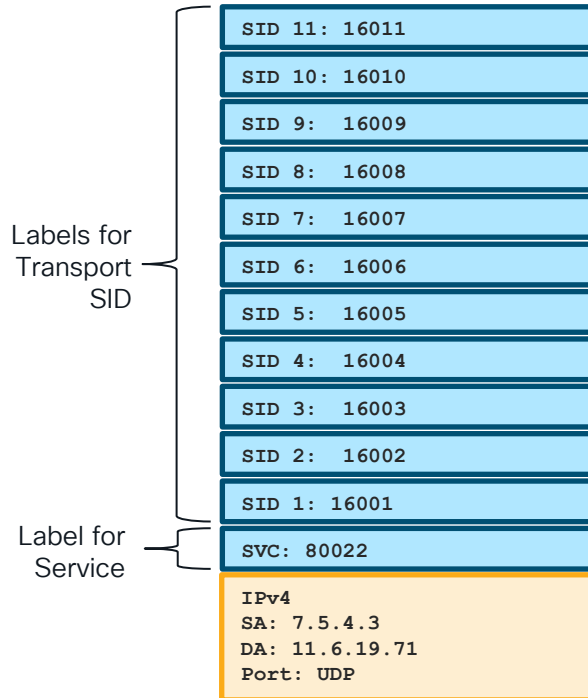 SID 11: 16011
SID 10: 16010
SID 9: 16009
SID 8: 16008
SID 7: 16007
Labels for
Transport
SID
SID 6: 16006
SID 5: 16005
SID 4: 16004
SID 3: 16003
SID 2: 16002
SID 1: 16001
Label for
Service
SVC: 80022
IPv4
SA: 7.5.4.3
DA: 11.6.19.71
Port: UDP